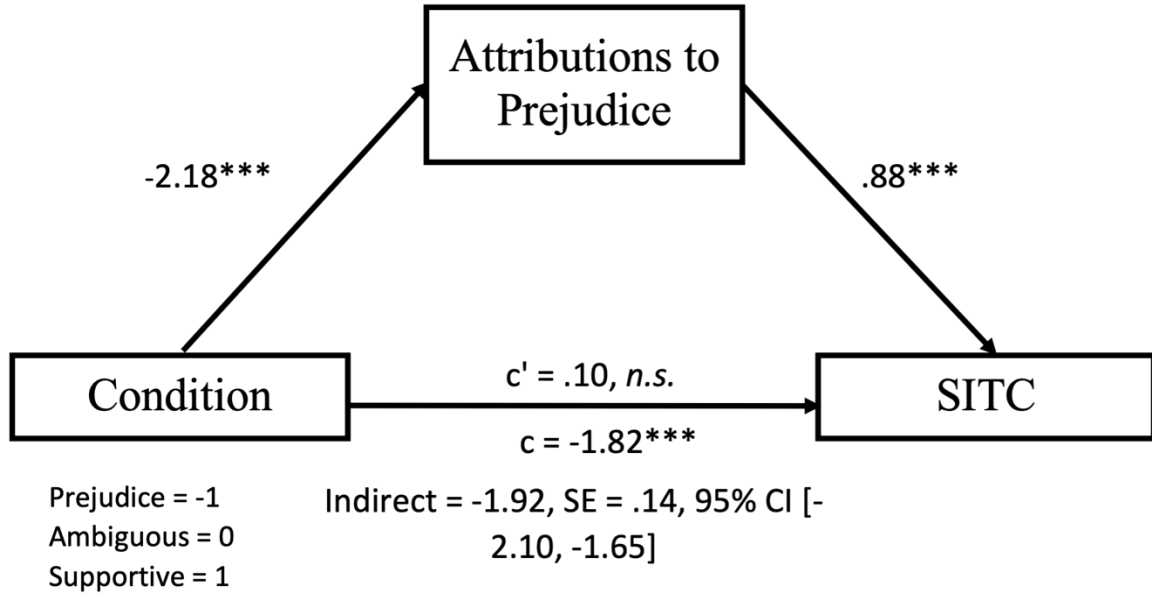 Attributions to
Prejudice
-2.18***
.88***
Condition
c' = .10, n.s.
SITC
c = -1.82***
Prejudice = -1
Ambiguous = 0
Supportive = 1
Indirect = -1.92, SE = .14, 95% CI [-
2.10, -1.65]